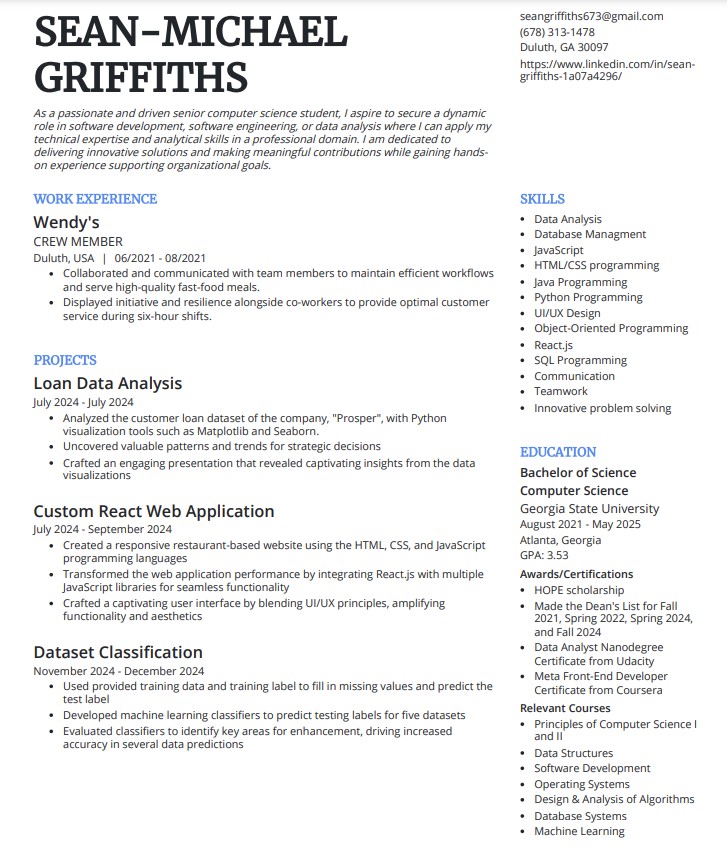 SEAN-MICHAEL
GRIFFITHS
As a passionate and driven senior computer science student, I aspire to secure a dynamic
role in software development, software engineering, or data analysis where I can apply my
technical expertise and analytical skills in a professional domain. I am dedicated to
delivering innovative solutions and making meaningful contributions while gaining hands-
on experience supporting organizational goals.
seangriffiths673@gmail.com
(678) 313-1478
Duluth, GA 30097
https://www.linkedin.com/in/sean-
griffiths-1a07a4296/
WORK EXPERIENCE
Wendy's
CREW MEMBER
Duluth, USA | 06/2021 - 08/2021
• Collaborated and communicated with team members to maintain efficient workflows
and serve high-quality fast-food meals.
• Displayed initiative and resilience alongside co-workers to provide optimal customer
service during six-hour shifts.
PROJECTS
Loan Data Analysis
July 2024 - July 2024
• Analyzed the customer loan dataset of the company, "Prosper", with Python
visualization tools such as Matplotlib and Seaborn.
• Uncovered valuable patterns and trends for strategic decisions
• Crafted an engaging presentation that revealed captivating insights from the data
visualizations
Custom React Web Application
July 2024 - September 2024
• Created a responsive restaurant-based website using the HTML, CSS, and JavaScript
programming languages
• Transformed the web application performance by integrating React.js with multiple
JavaScript libraries for seamless functionality
• Crafted a captivating user interface by blending UI/UX principles, amplifying
functionality and aesthetics
Dataset Classification
November 2024 - December 2024
• Used provided training data and training label to fill in missing values and predict the
test label
• Developed machine learning classifiers to predict testing labels for five datasets
• Evaluated classifiers to identify key areas for enhancement, driving increased
accuracy in several data predictions
SKILLS
• Data Analysis
• Database Managment
• JavaScript
• HTML/CSS programming
• Java Programming
• Python Programming
• UI/UX Design
• Object-Oriented Programming
• React.js
• SQL Programming
• Communication
• Teamwork
• Innovative problem solving
EDUCATION
Bachelor of Science
Computer Science
Georgia State University
August 2021 - May 2025
Atlanta, Georgia
GPA: 3.53
Awards/Certifications
• HOPE scholarship
• Made the Dean's List for Fall
2021, Spring 2022, Spring 2024,
and Fall 2024
• Data Analyst Nanodegree
Certificate from Udacity
• Meta Front-End Developer
Certificate from Coursera
Relevant Courses
• Principles of Computer Science I
and II
• Data Structures
• Software Development
• Operating Systems
• Design & Analysis of Algorithms
• Database Systems
• Machine Learning